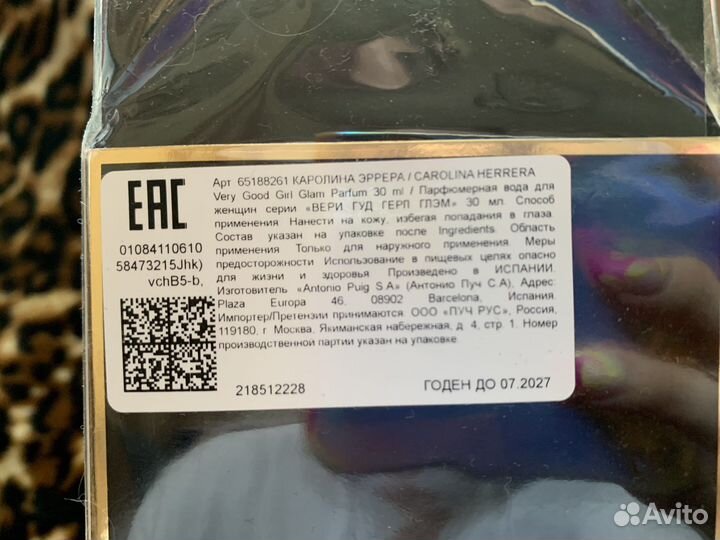 EAC
01084110610
58473215Jhk)
vchB5-b,
Арт. 65188261 КАРОЛИНА ЭРРЕРА / CAROLINA HERRERA
Very Good Girl Glam Parfum 30 ml / Парфюмерная вода для
женщин серии «ВЕРИ ГУД ГЕРЛ ГЛЭМ» 30 мл. Способ
применения Нанести на кожу, избегая попадания в глаза.
Состав указан на упаковке после Ingredients. Область
применения Только для наружного применения. Меры
предосторожности Использование в пищевых целях опасно
для жизни и здоровья Произведено в ИСПАНИИ.
Изготовитель «Antonio Puig S.A» (Антонио Пуч С.А), Адрес:
Plaza Europa 46, 08902 Barcelona, Испания.
Импортер/Претензии принимаются: ООО «ПУЧ РУС», Россия,
119180, г. Москва, Якиманская набережная, д. 4, стр. 1. Номер
производственной партии указан на упаковке.
218512228
ГОДЕН ДО 07.2027
Avito